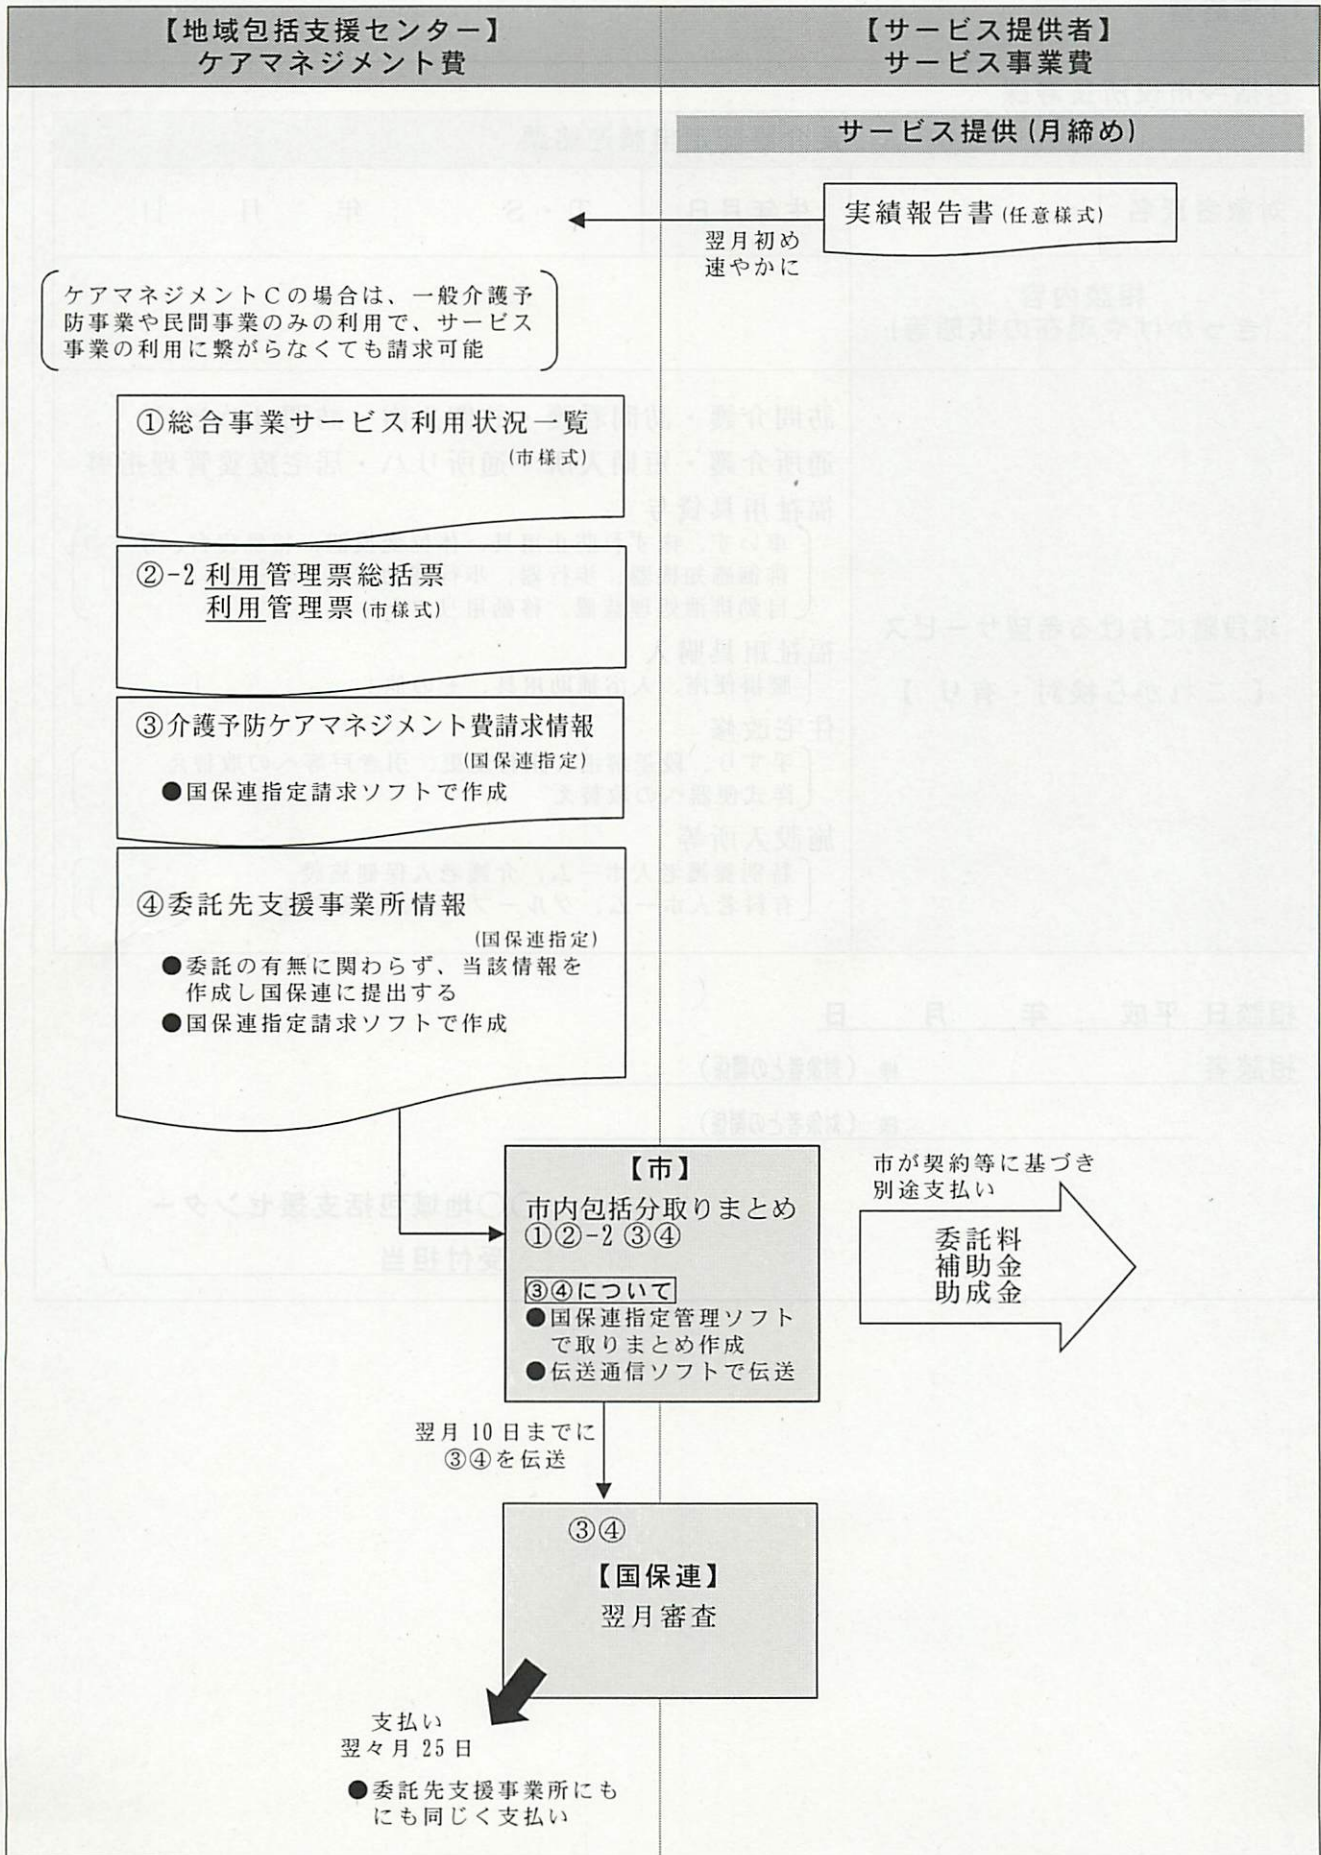 【地域包括支援センター】
ケアマネジメント費
【サービス提供者】
サービス事業費
サービス提供(月締め)
実績報告書(任意様式)
翌月初め
速やかに
ケアマネジメントCの場合は、一般介護予
防事業や民間事業のみの利用で、サービス
事業の利用に繋がらなくても請求可能
①総合事業サービス利用状況一覧
(市様式)
②-2 利用管理票総括票
利用管理票(市様式)
③介護予防ケアマネジメント費請求情報
(国保連指定)
●国保連指定請求ソフトで作成
④委託先支援事業所情報
(国保連指定)
●委託の有無に関わらず、当該情報を
作成し国保連に提出する
●国保連指定請求ソフトで作成
【市】
市内包括分取りまとめ
①②-2 ③④
③④について
●国保連指定管理ソフト
で取りまとめ作成
●伝送通信ソフトで伝送
市が契約等に基づき
別途支払い
委託料
補助金
助成金
翌月 10 日までに
③④を伝送
③④
【国保連】
翌月審査
支払い
翌々月 25 日
●委託先支援事業所にも
にも同じく支払い